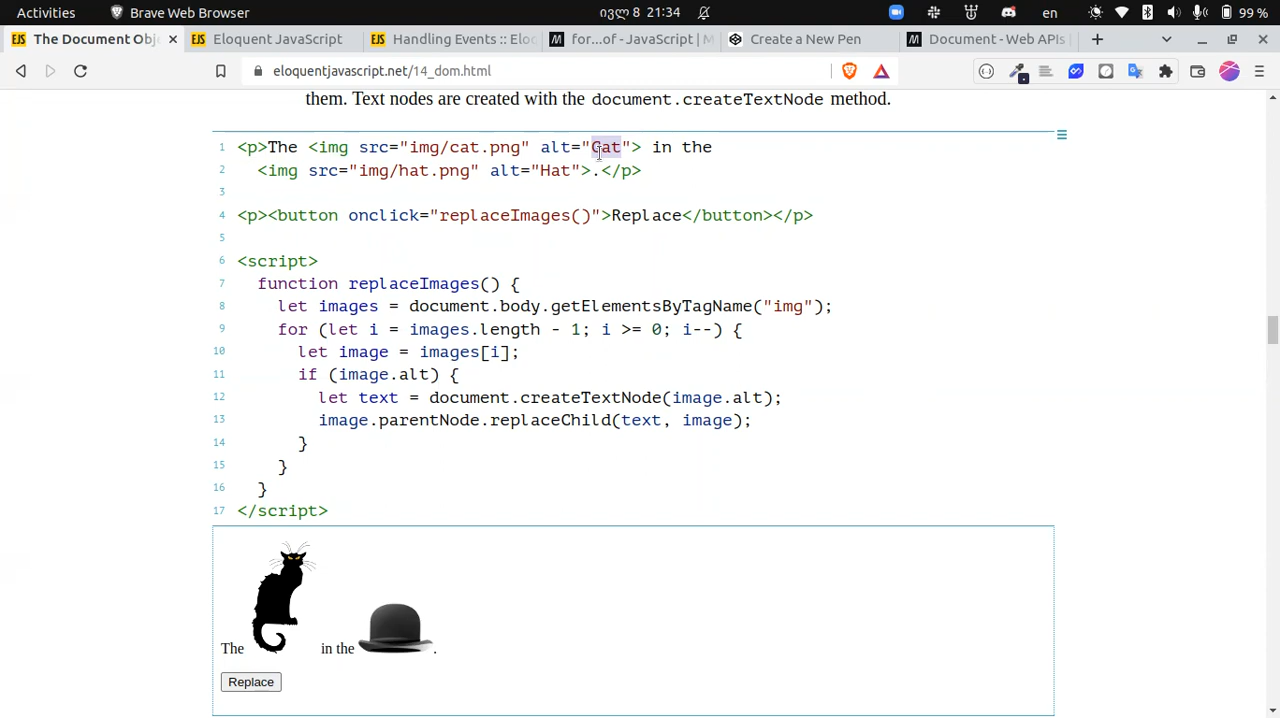 Activities
Brave Web Browser
ივლ 8 21:34
en
99 %
The Document Obj
Eloquent JavaScript
Handling Events :: Elo
for...of - JavaScript | M
Create a New Pen
Document - Web APIs |
eloquentjavascript.net/14_dom.html
them. Text nodes are created with the document.createTextNode method.
1 <p>The <img src="img/cat.png" alt="Cat"> in the
2 <img src="img/hat.png" alt="Hat">.</p>
3
4 <p><button onclick="replaceImages()">Replace</button></p>
5
6 <script>
7 function replaceImages() {
8 let images = document.body.getElementsByTagName("img");
9 for (let i = images.length - 1; i >= 0; i--) {
10 let image = images[i];
11 if (image.alt) {
12 let text = document.createTextNode(image.alt);
13 image.parentNode.replaceChild(text, image);
14 }
15 }
16 }
17 </script>
The in the .
Replace